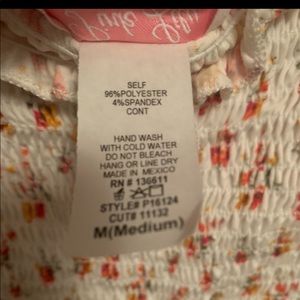 SELF
96%POLYESTER
4%SPANDEX
CONT
HAND WASH
WITH COLD WATER
DO NOT BLEACH
HANG OR LINE DRY
MADE IN MEXICO
RN # 136611
STYLE# P16124
CUT# 11132
M(Medium)